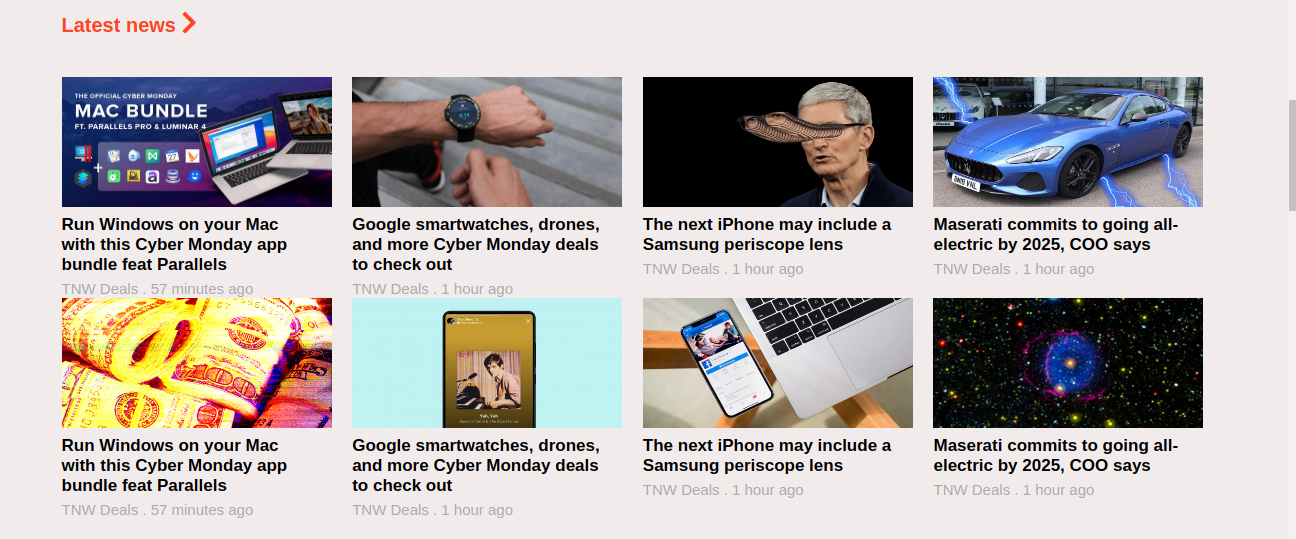 Latest news
THE OFFICIAL CYBER MONDAY
MAC BUNDLE
FT. PARALLELS PRO & LUMINAR 4
Run Windows on your Mac
with this Cyber Monday app
bundle feat Parallels
TNW Deals . 57 minutes ago
Google smartwatches, drones,
and more Cyber Monday deals
to check out
TNW Deals . 1 hour ago
The next iPhone may include a
Samsung periscope lens
TNW Deals . 1 hour ago
Maserati commits to going all-
electric by 2025, COO says
TNW Deals . 1 hour ago
100
Yeh, Yeh
Run Windows on your Mac
with this Cyber Monday app
bundle feat Parallels
TNW Deals . 57 minutes ago
Google smartwatches, drones,
and more Cyber Monday deals
to check out
TNW Deals . 1 hour ago
The next iPhone may include a
Samsung periscope lens
TNW Deals . 1 hour ago
Maserati commits to going all-
electric by 2025, COO says
TNW Deals . 1 hour ago